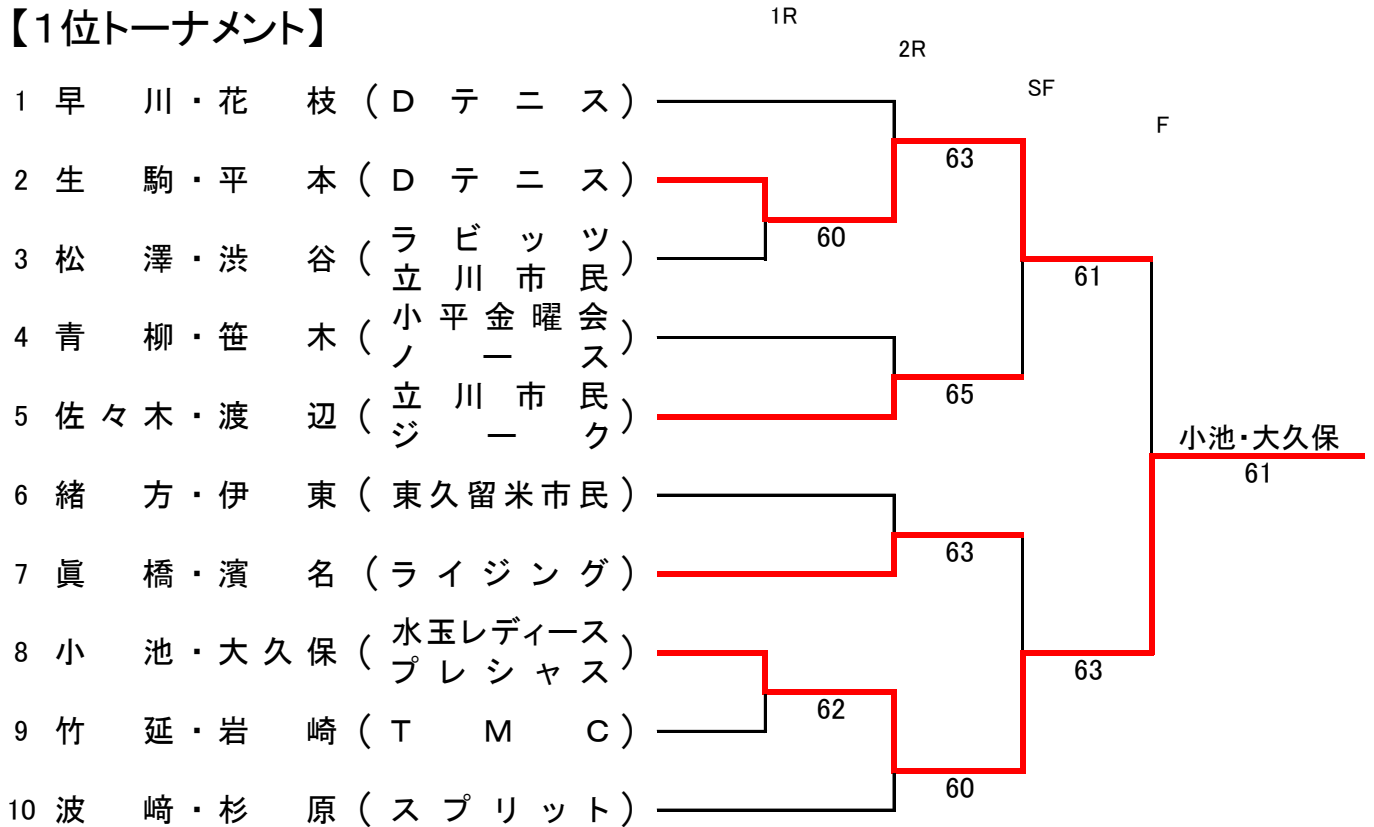 【１位トーナメント】
1R
2R
SF
F
1 早川・花枝(Dテニス)
63
2 生駒・平本(Dテニス)
60
3 松澤・渋谷(ラビッツ
立川市民)
61
4 青柳・笹木(小平金曜会
ノース)
65
5 佐々木・渡辺(立川市民
ジーク)
小池・大久保
61
6 緒方・伊東(東久留米市民)
63
7 眞橋・濱名(ライジング)
8 小池・大久保(水玉レディース
プレシャス)
63
62
9 竹延・岩崎(TMC)
60
10 波﨑・杉原(スプリット)